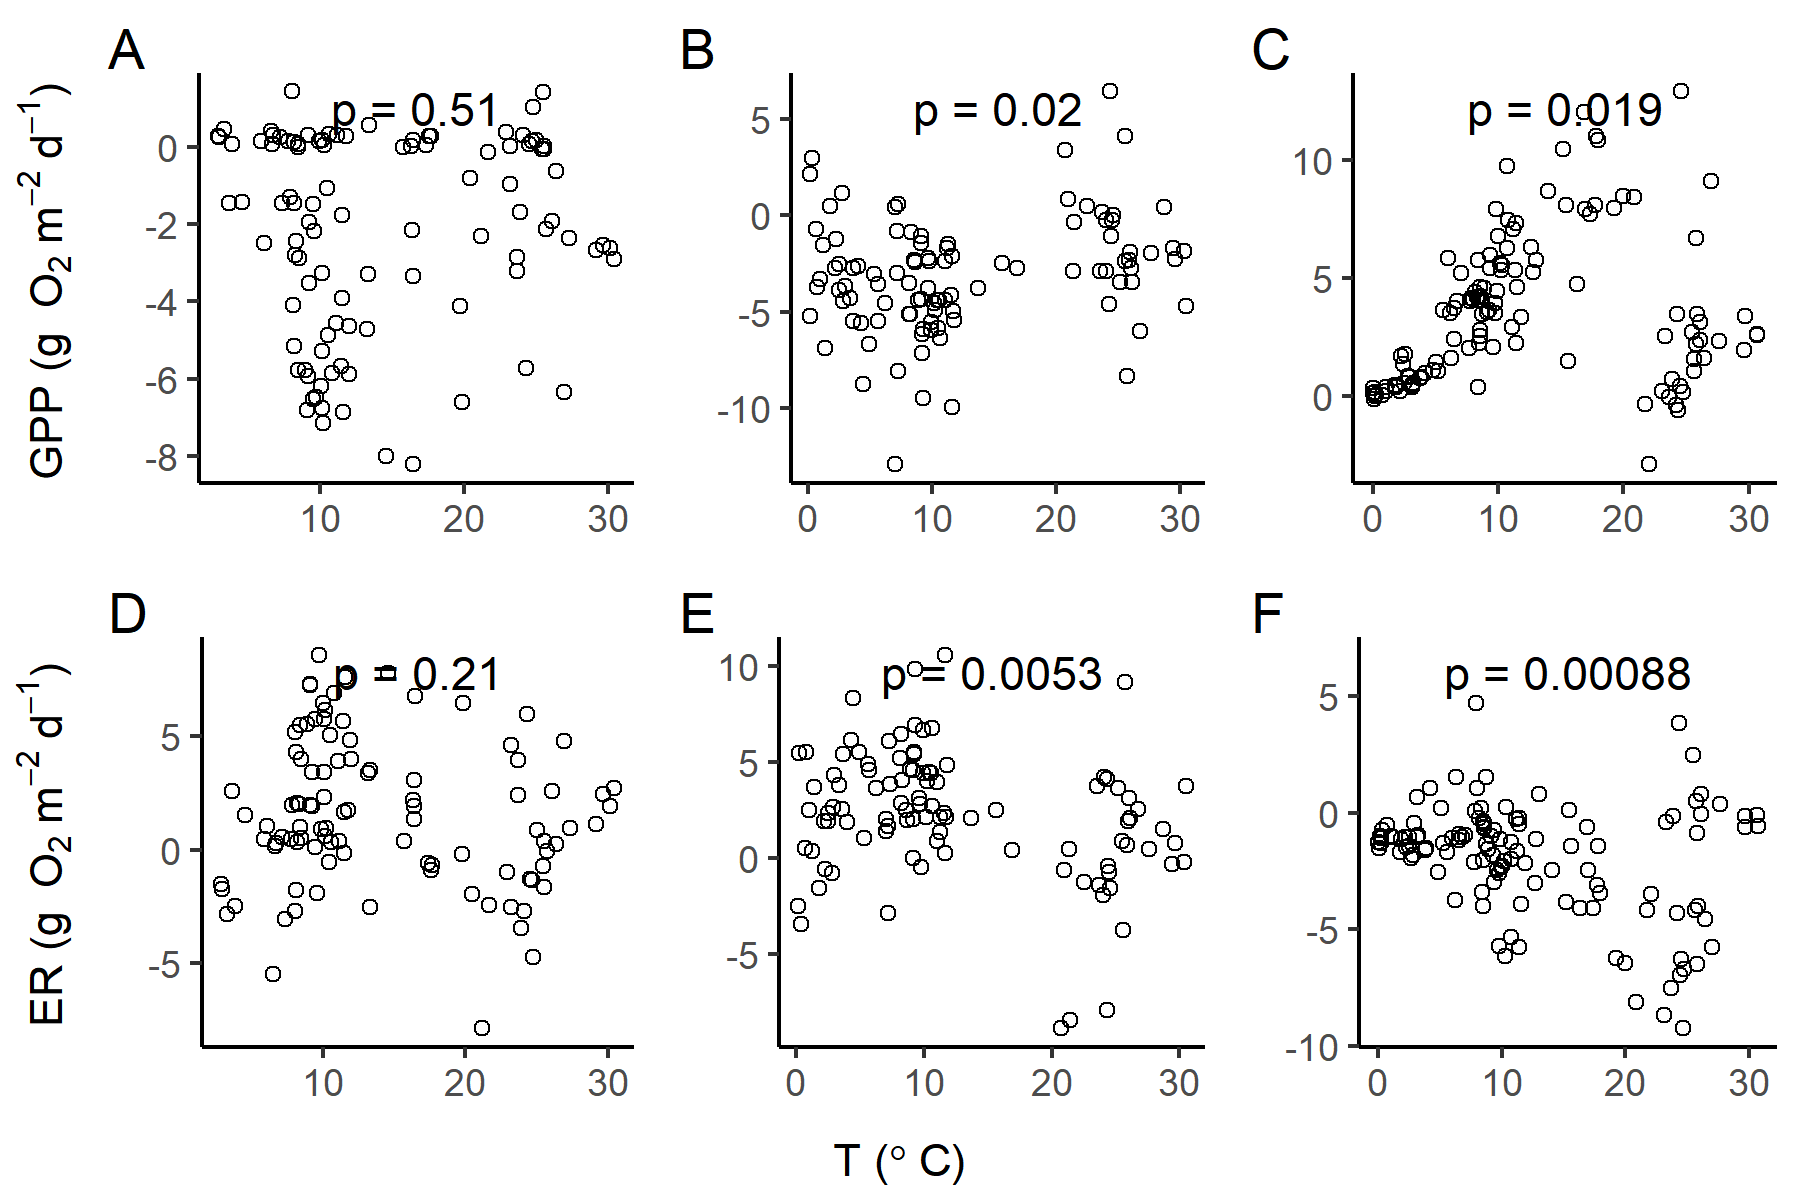 A
B
C
GPP (g O₂ m⁻² d⁻¹)
p = 0.51
p = 0.02
p = 0.019
0
-2
-4
-6
-8
10 20 30
5
0
-5
-10
0 10 20 30
10
5
0
0 10 20 30
D
E
F
ER (g O₂ m⁻² d⁻¹)
p = 0.21
p = 0.0053
p = 0.00088
5
0
-5
10 20 30
10
5
0
-5
0 10 20 30
5
0
-5
-10
0 10 20 30
T (° C)